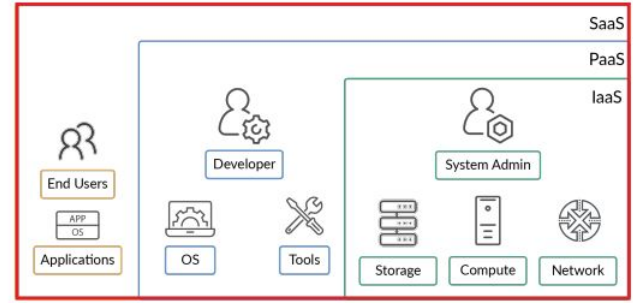 SaaS
PaaS
IaaS
End Users
Developer
System Admin
APP
OS
Applications
OS
Tools
Storage
Compute
Network